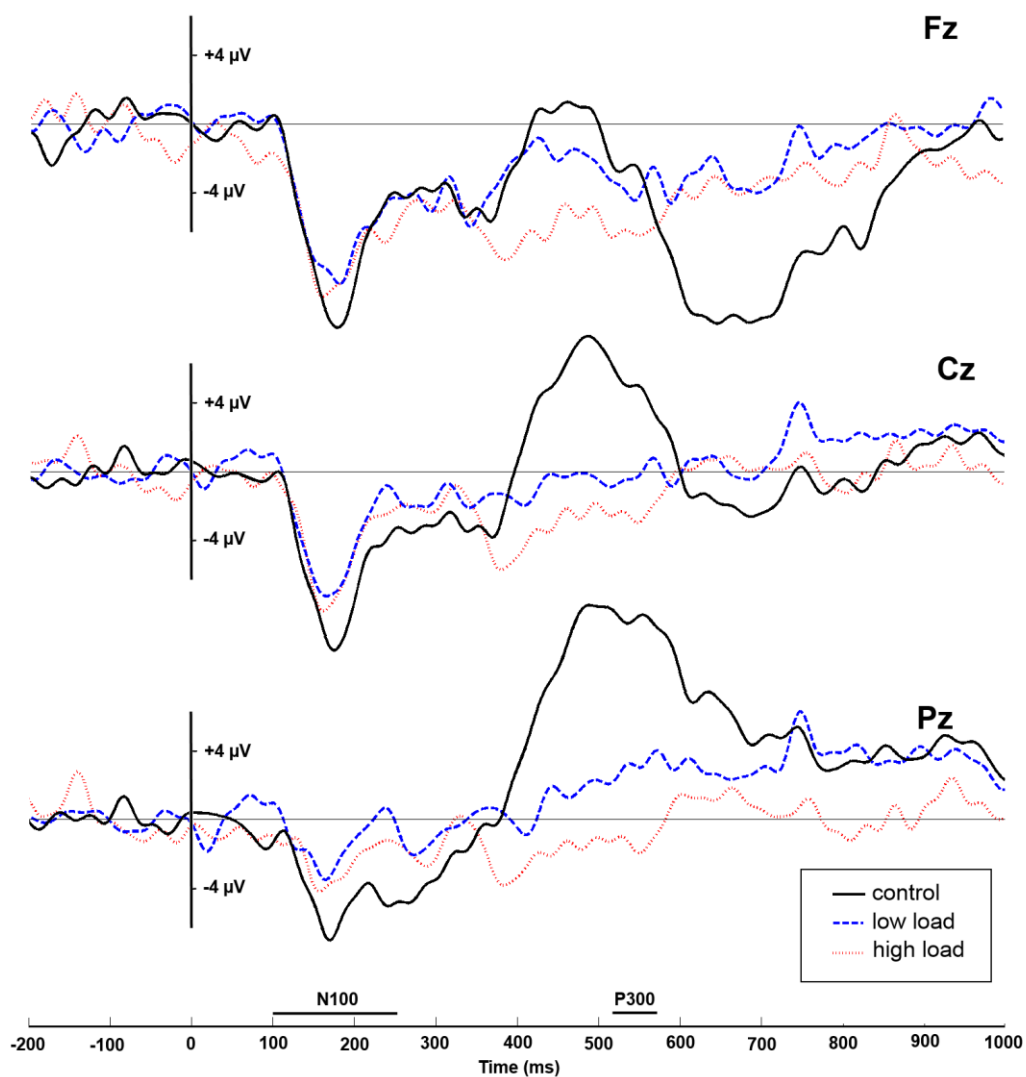 Fz
+4 µV
-4 µV
Cz
+4 µV
-4 µV
Pz
+4 µV
-4 µV
control
low load
high load
N100
P300
-200 -100 0 100 200 300 400 500 600 700 800 900 1000
Time (ms)